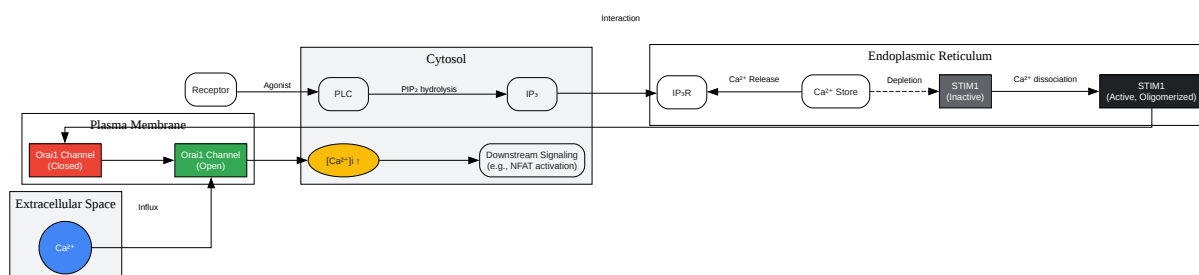 Interaction
Cytosol
Endoplasmic Reticulum
Receptor
Agonist
PLC
PIP₂ hydrolysis
IP₃
IP₃R
Ca²⁺ Release
Ca²⁺ Store
Depletion
STIM1
(Inactive)
Ca²⁺ dissociation
STIM1
(Active, Oligomerized)
Plasma Membrane
Orai1 Channel
(Closed)
Orai1 Channel
(Open)
[Ca²⁺]i ↑
Downstream Signaling
(e.g., NFAT activation)
Extracellular Space
Influx
Ca²⁺